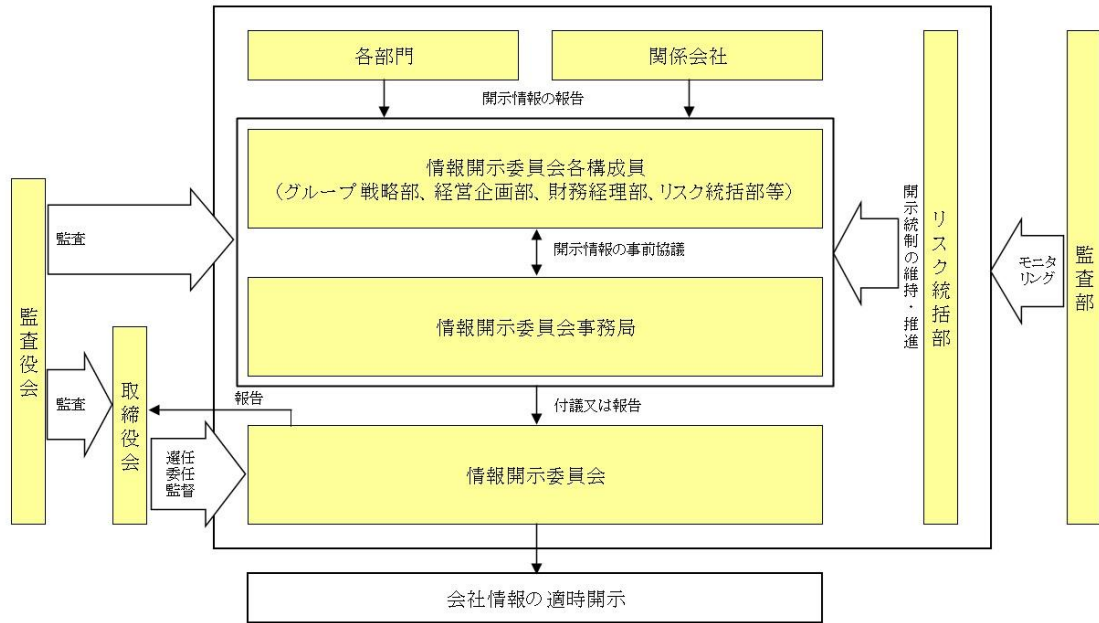 各部門
関係会社
開示情報の報告
情報開示委員会各構成員
（グループ戦略部、経営企画部、財務経理部、リスク統括部等）
監査
開示情報の事前協議
開示統制の維持・推進
リスク統括部
モニタ
リング
監査部
監査役会
情報開示委員会事務局
監査
取締役会
報告
付議又は報告
選任
委任
監督
情報開示委員会
会社情報の適時開示